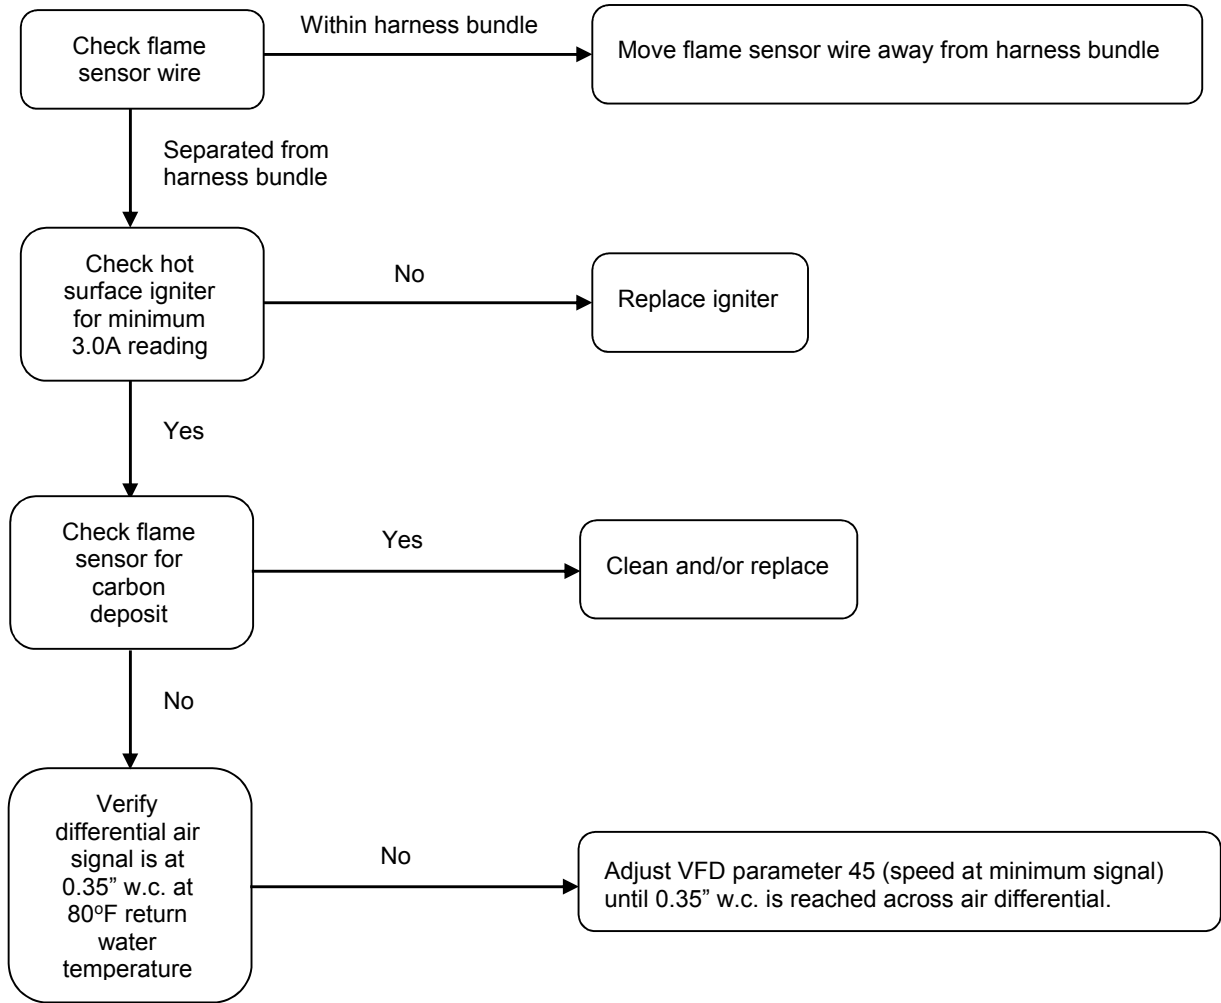 Check flame
sensor wire
Within harness bundle
Move flame sensor wire away from harness bundle
Separated from
harness bundle
Check hot
surface igniter
for minimum
3.0A reading
No
Replace igniter
Yes
Check flame
sensor for
carbon
deposit
Yes
Clean and/or replace
No
Verify
differential air
signal is at
0.35” w.c. at
80ºF return
water
temperature
No
Adjust VFD parameter 45 (speed at minimum signal)
until 0.35” w.c. is reached across air differential.